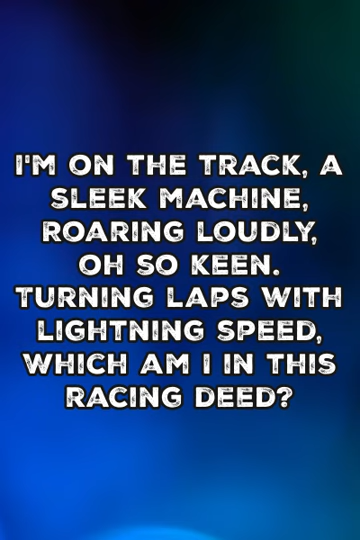 I'M ON THE TRACK, A
SLEEK MACHINE,
ROARING LOUDLY,
OH SO KEEN.
TURNING LAPS WITH
LIGHTNING SPEED,
WHICH AM I IN THIS
RACING DEED?